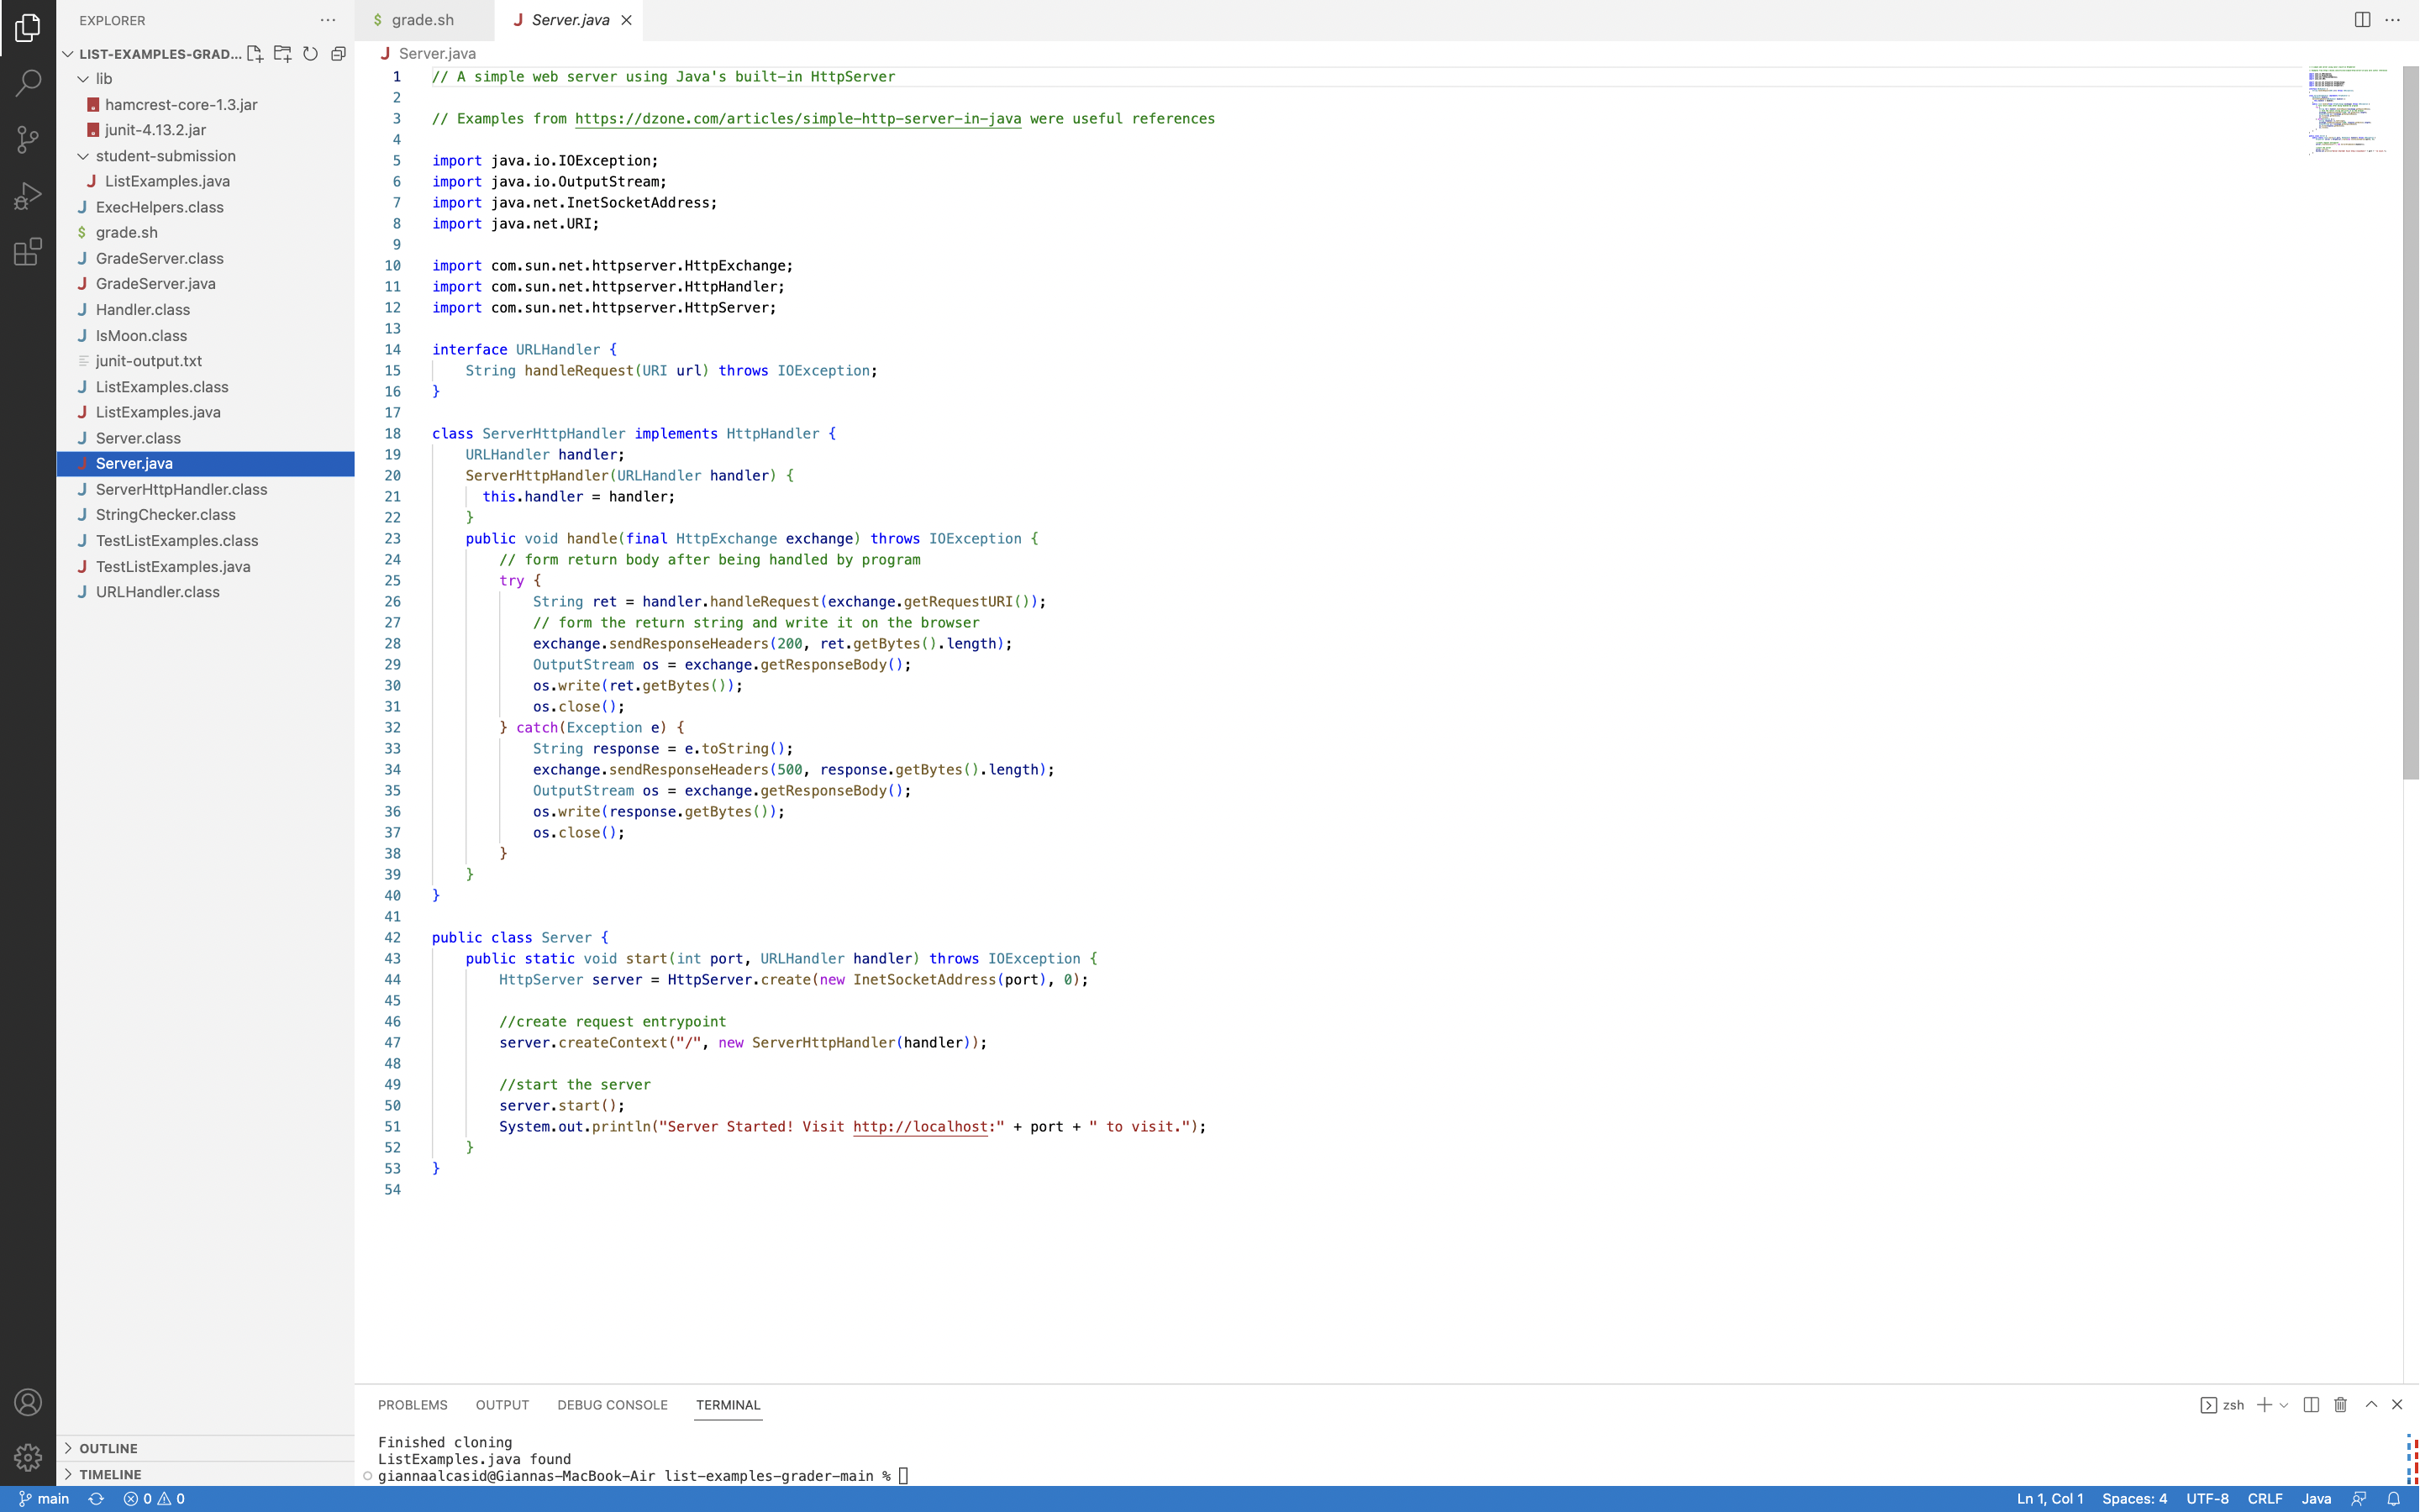 EXPLORER
LIST-EXAMPLES-GRAD...
lib
hamcrest-core-1.3.jar
junit-4.13.2.jar
student-submission
J ListExamples.java
J ExecHelpers.class
$ grade.sh
J GradeServer.class
J GradeServer.java
J Handler.class
J IsMoon.class
junit-output.txt
J ListExamples.class
J ListExamples.java
J Server.class
J Server.java
J ServerHttpHandler.class
J StringChecker.class
J TestListExamples.class
J TestListExamples.java
J URLHandler.class
OUTLINE
TIMELINE
$ grade.sh
J Server.java
J Server.java
1 // A simple web server using Java's built-in HttpServer
2
3 // Examples from https://dzone.com/articles/simple-http-server-in-java were useful references
4
5 import java.io.IOException;
6 import java.io.OutputStream;
7 import java.net.InetSocketAddress;
8 import java.net.URI;
9
10 import com.sun.net.httpserver.HttpExchange;
11 import com.sun.net.httpserver.HttpHandler;
12 import com.sun.net.httpserver.HttpServer;
13
14 interface URLHandler {
15 String handleRequest(URI url) throws IOException;
16 }
17
18 class ServerHttpHandler implements HttpHandler {
19 URLHandler handler;
20 ServerHttpHandler(URLHandler handler) {
21 this.handler = handler;
22 }
23 public void handle(final HttpExchange exchange) throws IOException {
24 // form return body after being handled by program
25 try {
26 String ret = handler.handleRequest(exchange.getRequestURI());
27 // form the return string and write it on the browser
28 exchange.sendResponseHeaders(200, ret.getBytes().length);
29 OutputStream os = exchange.getResponseBody();
30 os.write(ret.getBytes());
31 os.close();
32 } catch(Exception e) {
33 String response = e.toString();
34 exchange.sendResponseHeaders(500, response.getBytes().length);
35 OutputStream os = exchange.getResponseBody();
36 os.write(response.getBytes());
37 os.close();
38 }
39 }
40 }
41
42 public class Server {
43 public static void start(int port, URLHandler handler) throws IOException {
44 HttpServer server = HttpServer.create(new InetSocketAddress(port), 0);
45
46 //create request entrypoint
47 server.createContext("/", new ServerHttpHandler(handler));
48
49 //start the server
50 server.start();
51 System.out.println("Server Started! Visit http://localhost:" + port + " to visit.");
52 }
53 }
54
PROBLEMS OUTPUT DEBUG CONSOLE TERMINAL
zsh
Finished cloning
ListExamples.java found
giannaalcasid@Giannas-MacBook-Air list-examples-grader-main %
main 0 0
Ln 1, Col 1 Spaces: 4 UTF-8 CRLF Java